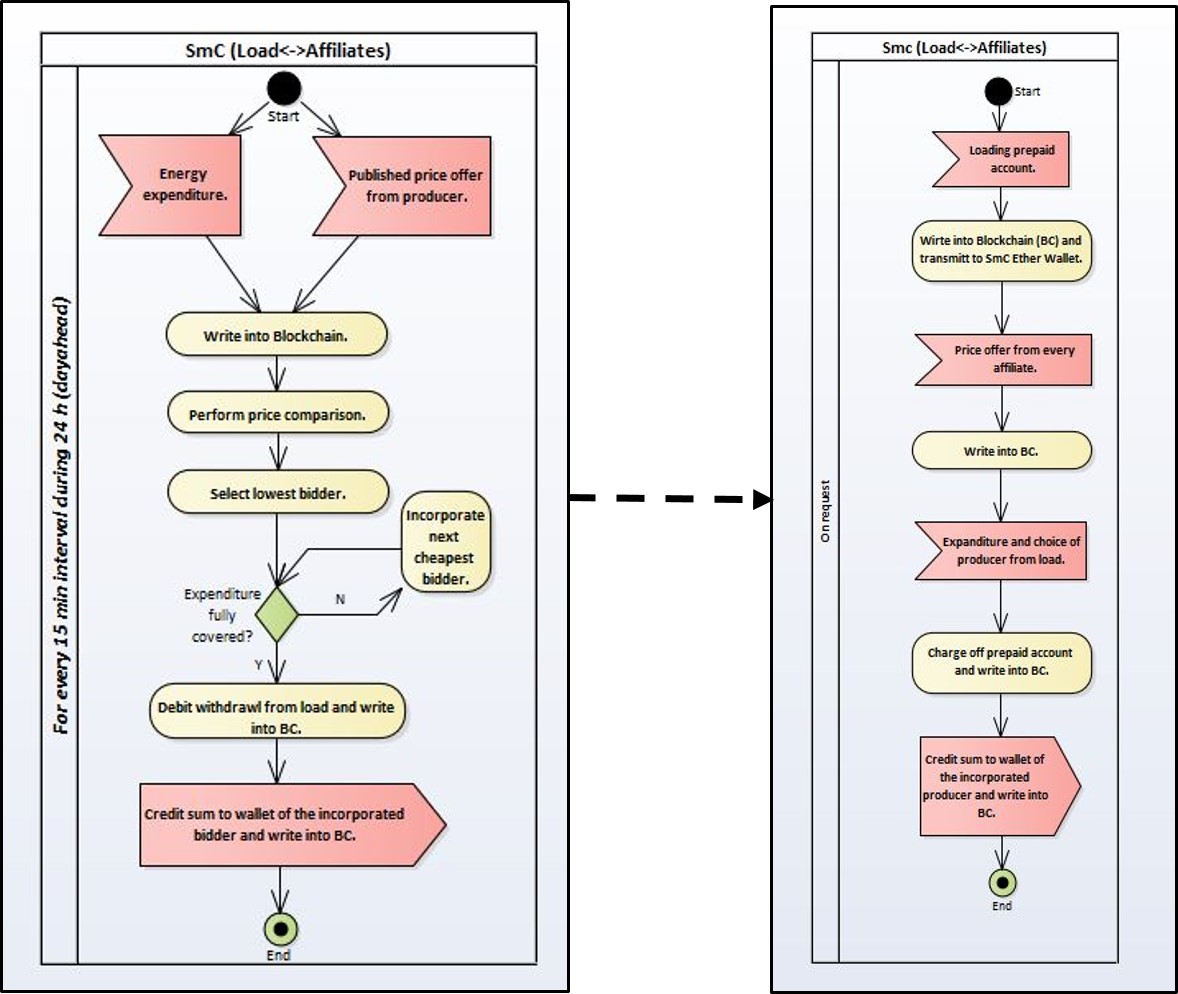 SmC (Load<->Affiliates)
For every 15 min interval during 24 h (dayahead)
Start
Energy
expenditure.
Published price offer
from producer.
Write into Blockchain.
Perform price comparison.
Select lowest bidder.
Incorporate
next
cheapest
bidder.
Expenditure
fully
covered?
N
Y
Debit withdrawl from load and write
into BC.
Credit sum to wallet of the incorporated
bidder and write into BC.
End
Smc (Load<->Affiliates)
On request
Start
Loading prepaid
account.
Wirte into Blockchain (BC) and
transmitt to SmC Ether Wallet.
Price offer from every
affiliate.
Write into BC.
Expanditure and choice of
producer from load.
Charge off prepaid account
and write into BC.
Credit sum to wallet of
the incorporated
producer and write into
BC.
End